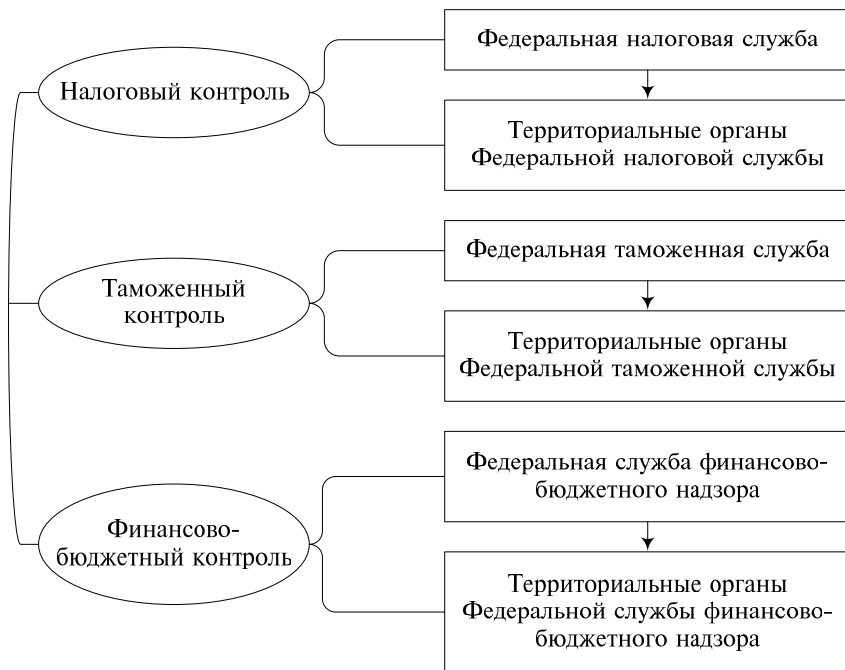 Федеральная налоговая служба
Налоговый контроль
Территориальные органы
Федеральной налоговой службы
Федеральная таможенная служба
Таможенный
контроль
Территориальные органы
Федеральной таможенной службы
Федеральная служба финансово-
бюджетного надзора
Финансово-
бюджетный контроль
Территориальные органы
Федеральной службы финансово-
бюджетного надзора